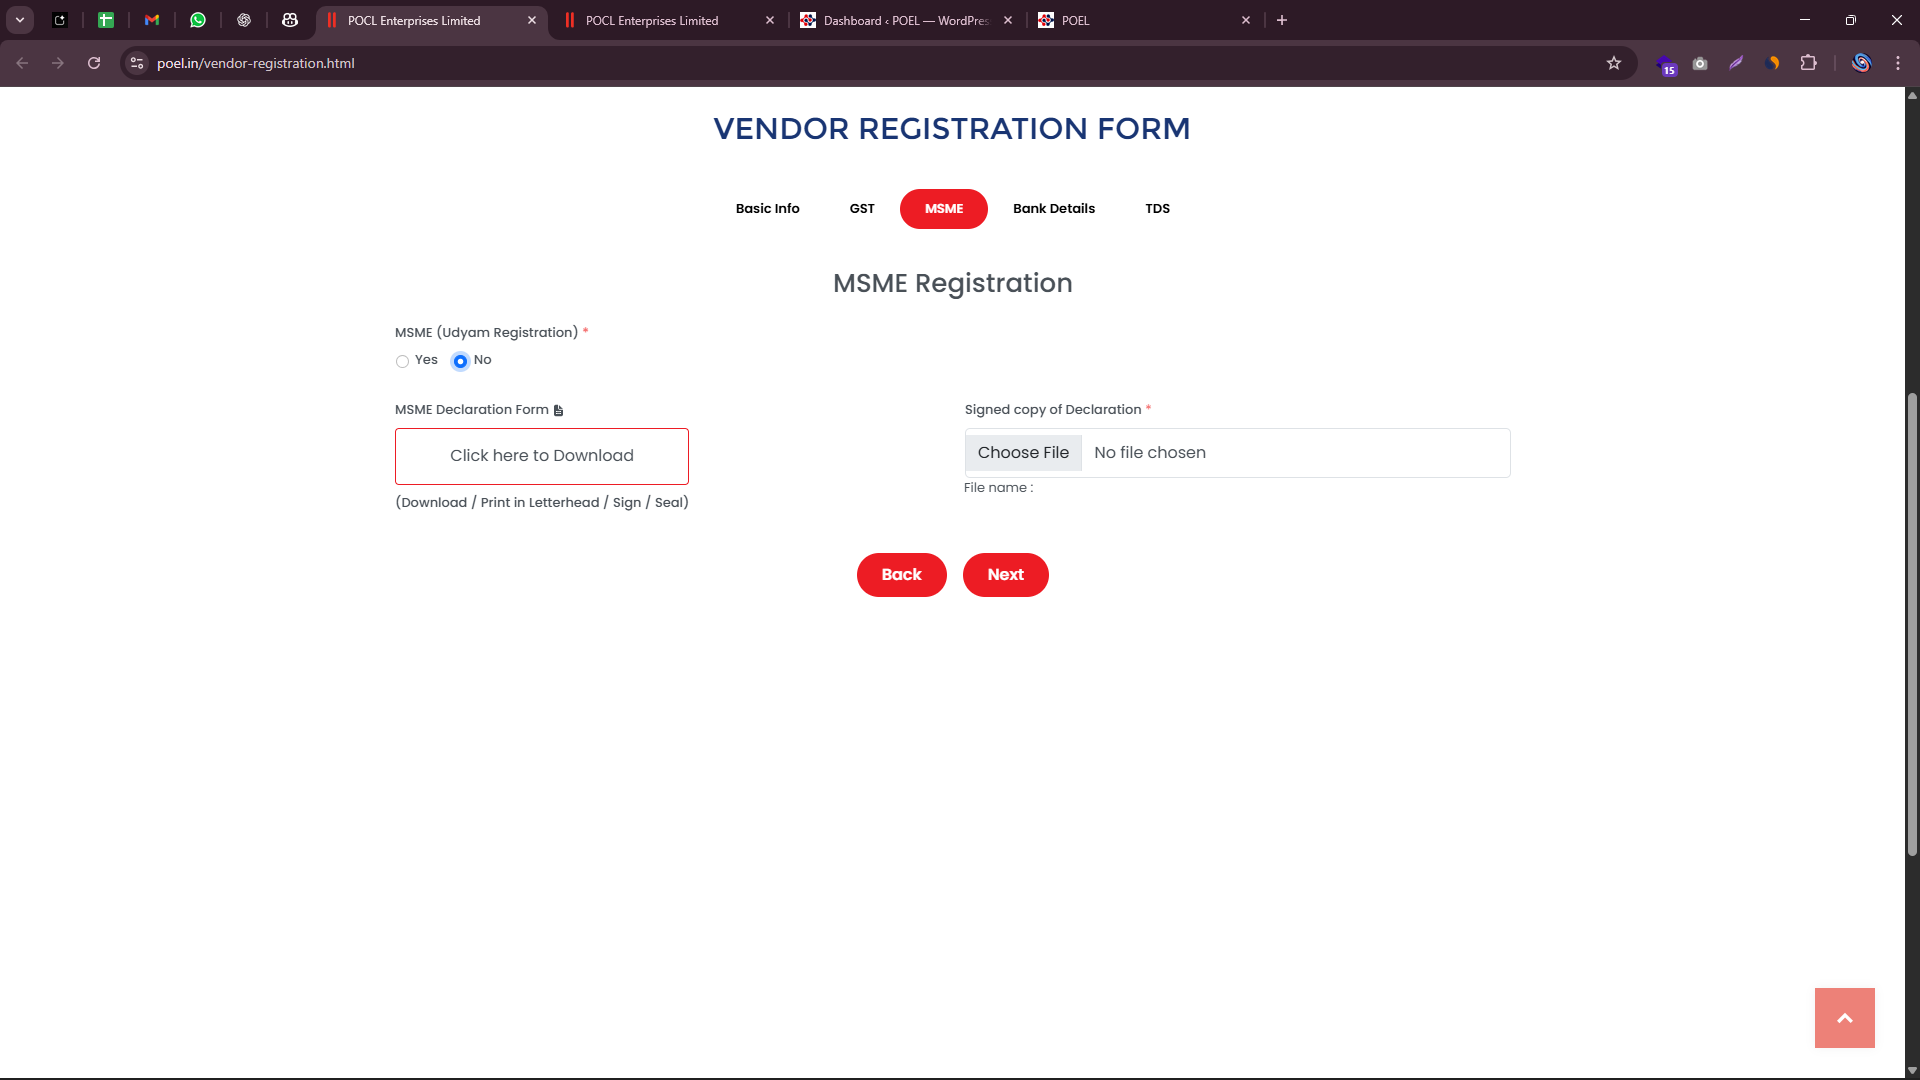 POCL Enterprises Limited
POCL Enterprises Limited
Dashboard ‹ POEL — WordPres
POEL
poel.in/vendor-registration.html
15
VENDOR REGISTRATION FORM
Basic Info GST MSME Bank Details TDS
MSME Registration
MSME (Udyam Registration) *
Yes No
MSME Declaration Form
Signed copy of Declaration *
Click here to Download
Choose File No file chosen
File name :
(Download / Print in Letterhead / Sign / Seal)
Back Next